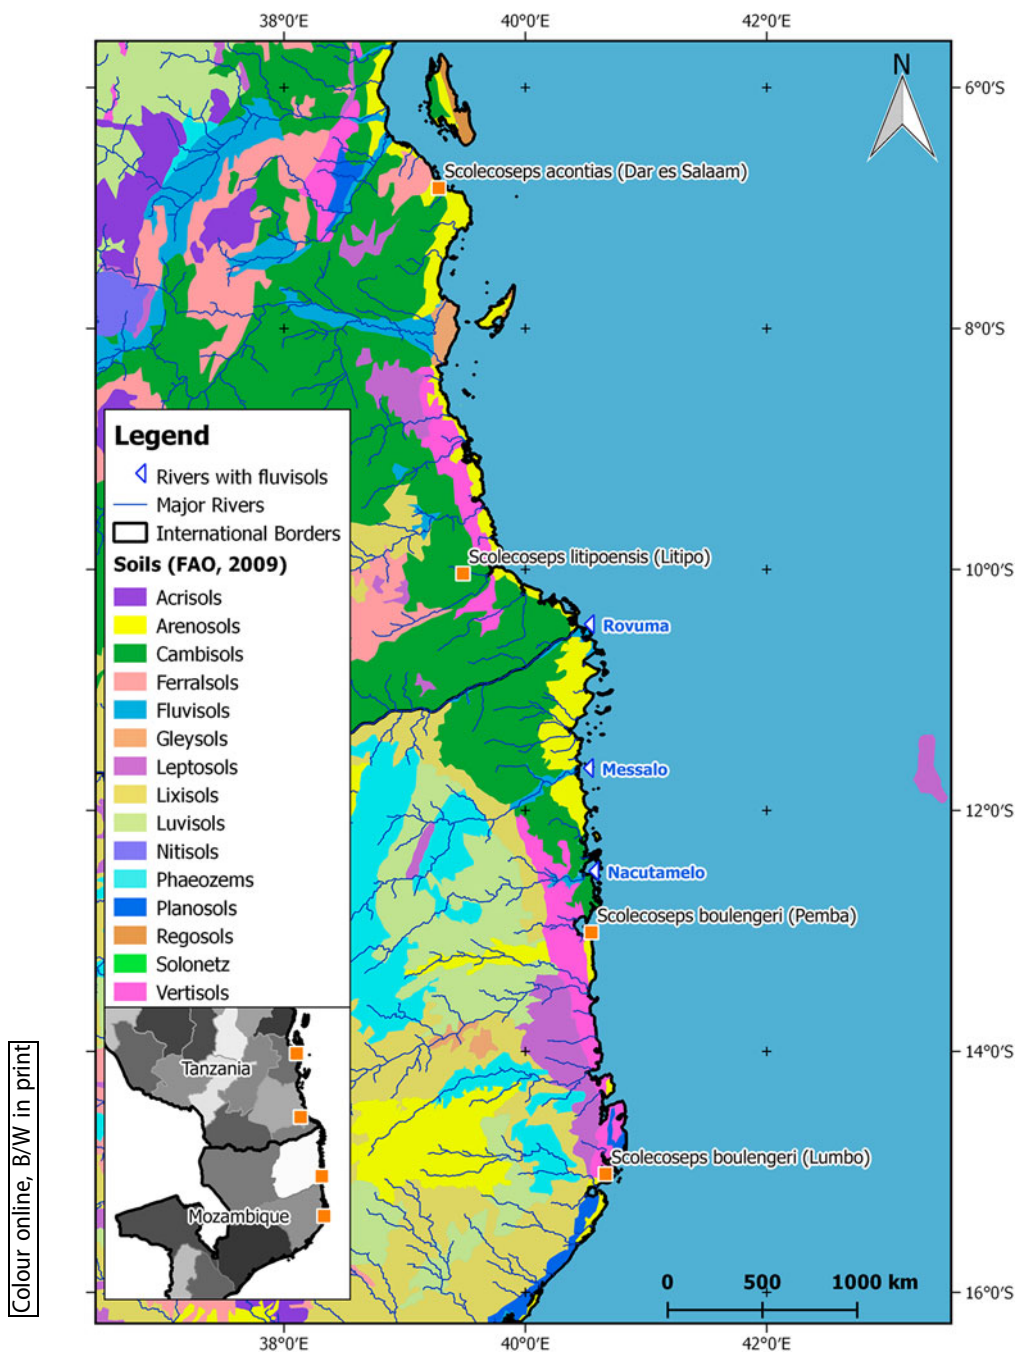 38°0'E 40°0'E 42°0'E
N
6°0'S
Scolecoseps acontias (Dar es Salaam)
8°0'S
Legend
Rivers with fluvisols
Major Rivers
International Borders
Soils (FAO, 2009)
Acrisols
Arenosols
Cambisols
Ferralsols
Fluvisols
Gleysols
Leptosols
Lixisols
Luvisols
Nitisols
Phaeozems
Planosols
Regosols
Solonetz
Vertisols
Scolecoseps litipoensis (Litipo)
10°0'S
Rovuma
Messalo
12°0'S
Nacutamelo
Scolecoseps boulengeri (Pemba)
14°0'S
Tanzania
Mozambique
Scolecoseps boulengeri (Lumbo)
0 500 1000 km
16°0'S
38°0'E 40°0'E 42°0'E
Colour online, B/W in print